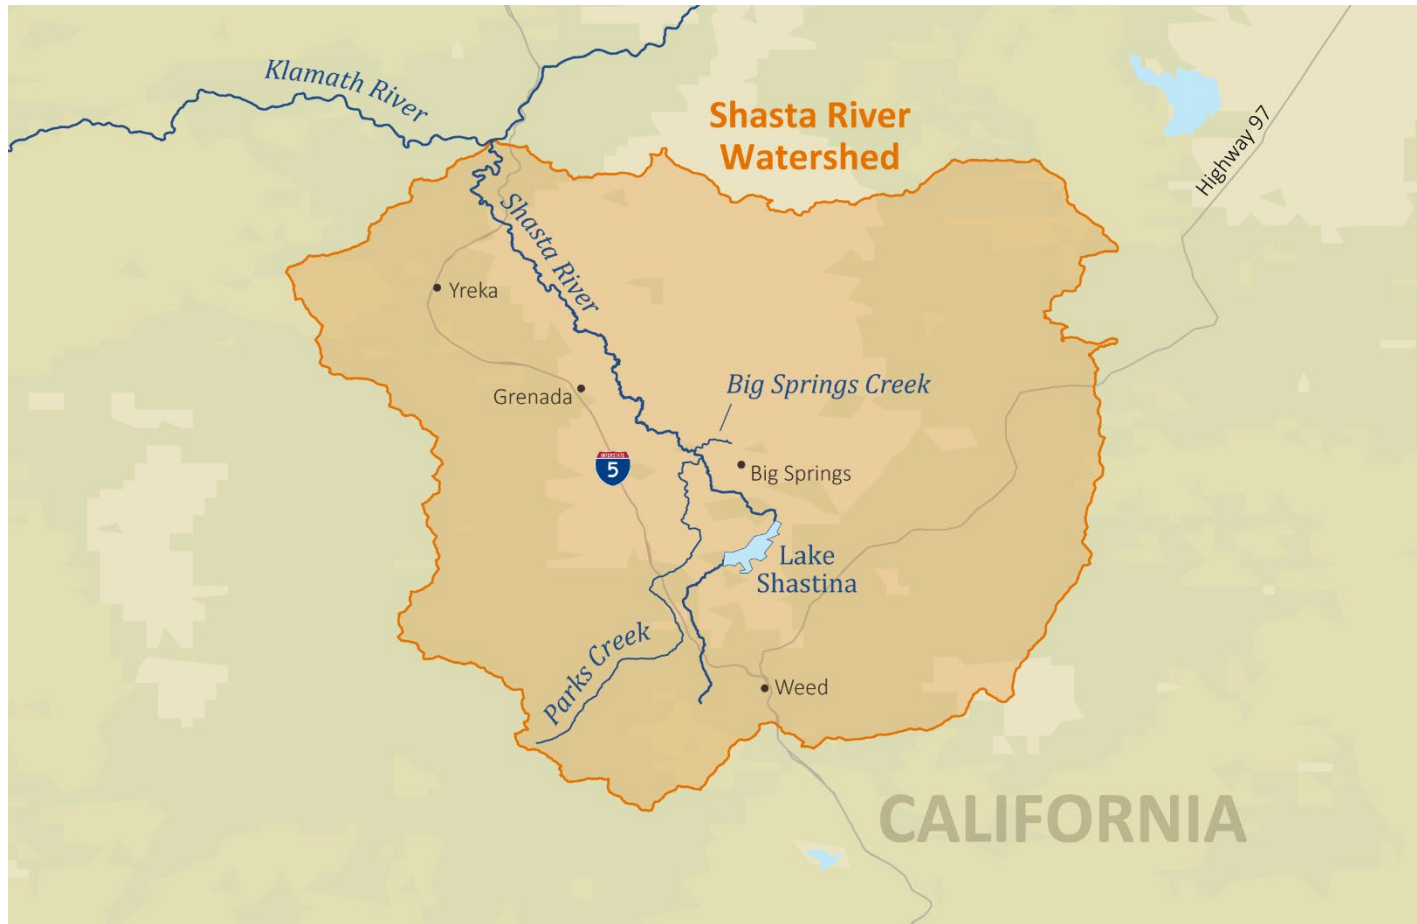 Klamath River
Shasta River
Watershed
Highway 97
Shasta River
Yreka
Big Springs Creek
Grenada
INTERSTATE
5
Big Springs
Lake
Shastina
Parks Creek
Weed
CALIFORNIA